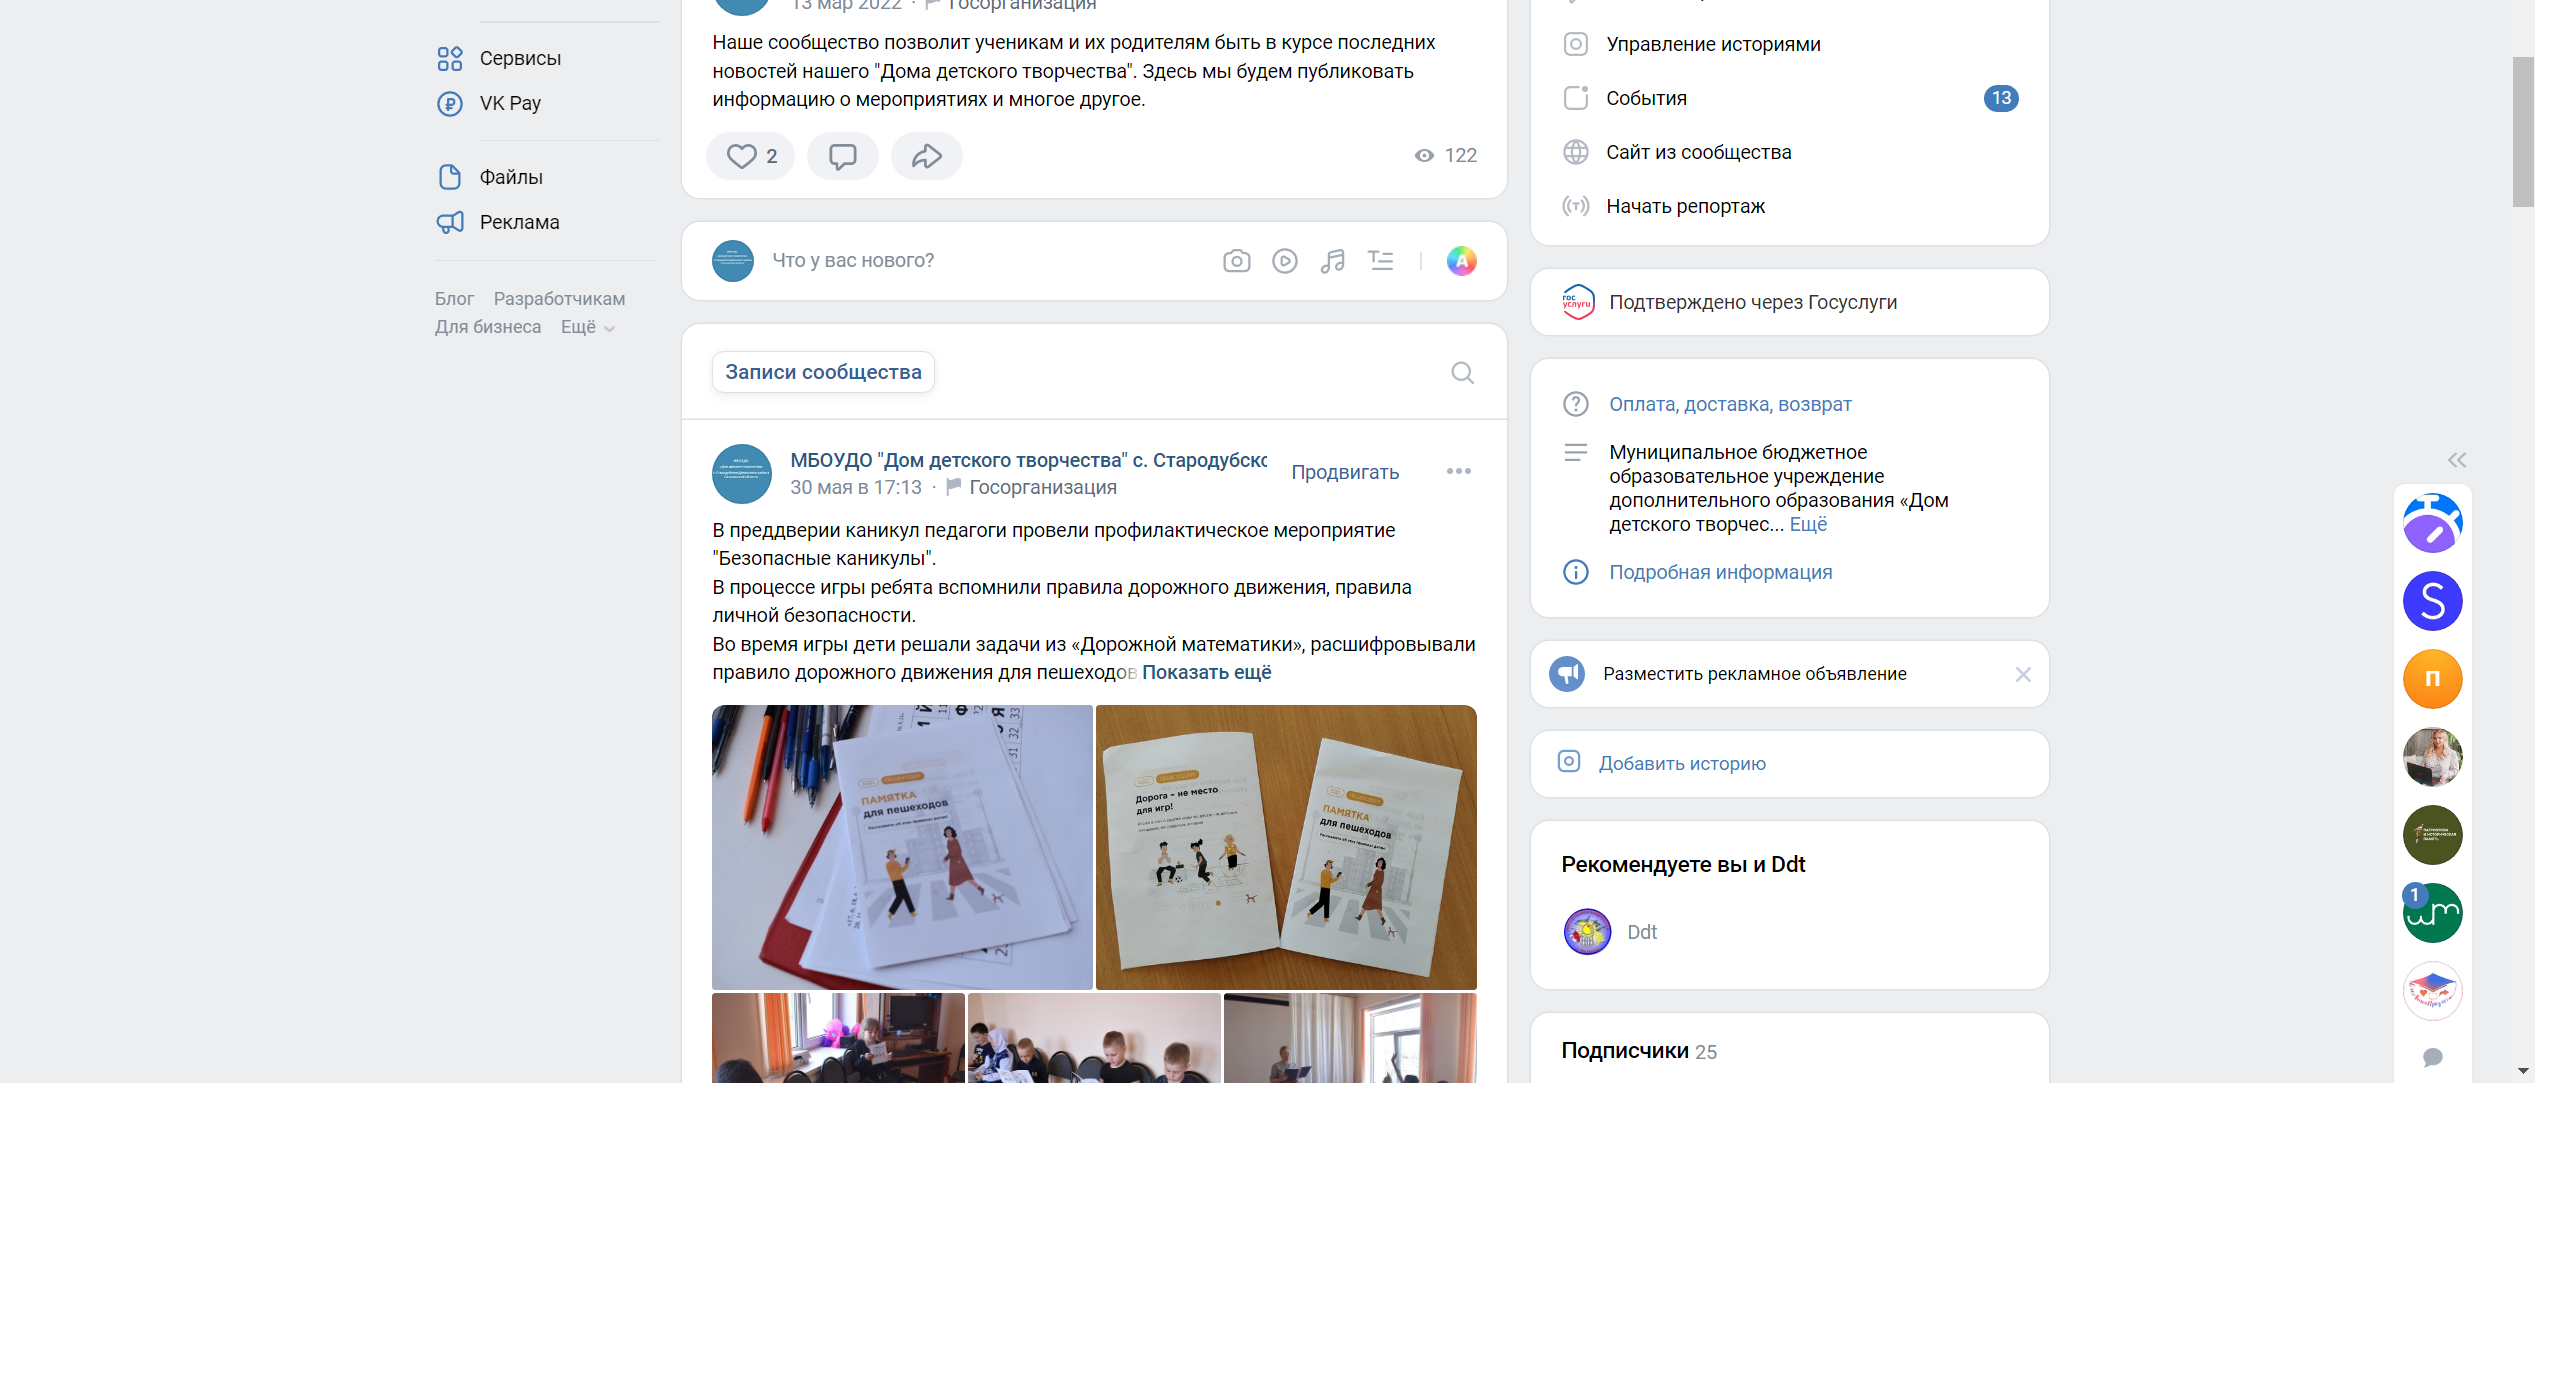 Сервисы
VK Pay
Файлы
Реклама
Блог Разработчикам
Для бизнеса Ещё
13 мар 2022 · Госорганизация
Наше сообщество позволит ученикам и их родителям быть в курсе последних
новостей нашего "Дома детского творчества". Здесь мы будем публиковать
информацию о мероприятиях и многое другое.
2
122
Что у вас нового?
A
Записи сообщества
МБОУДО "Дом детского творчества" с. Стародубско
30 мая в 17:13 · Госорганизация
Продвигать
В преддверии каникул педагоги провели профилактическое мероприятие
"Безопасные каникулы".
В процессе игры ребята вспомнили правила дорожного движения, правила
личной безопасности.
Во время игры дети решали задачи из «Дорожной математики», расшифровывали
правило дорожного движения для пешеходов Показать ещё
ПАМЯТКА
для пешеходов
Дорога - не место
для игр!
ПАМЯТКА
для пешеходов
Управление историями
События 13
Сайт из сообщества
Начать репортаж
гос
услуги
Подтверждено через Госуслуги
Оплата, доставка, возврат
Муниципальное бюджетное
образовательное учреждение
дополнительного образования «Дом
детского творчес... Ещё
Подробная информация
Разместить рекламное объявление
Добавить историю
Рекомендуете вы и Ddt
Ddt
Подписчики 25
S
п
1
wm